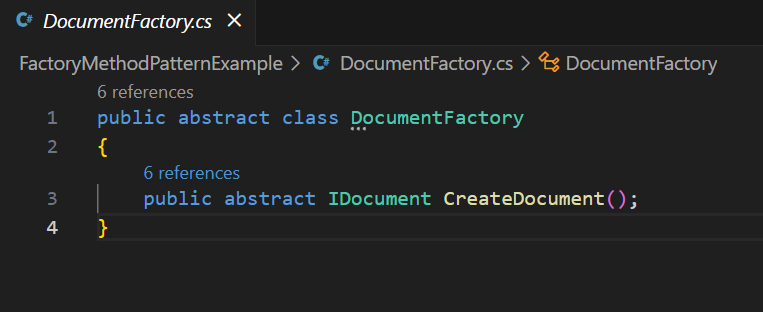 C# DocumentFactory.cs ×
FactoryMethodPatternExample > C# DocumentFactory.cs > DocumentFactory
6 references
1 public abstract class DocumentFactory
2 {
6 references
3 public abstract IDocument CreateDocument();
4 }